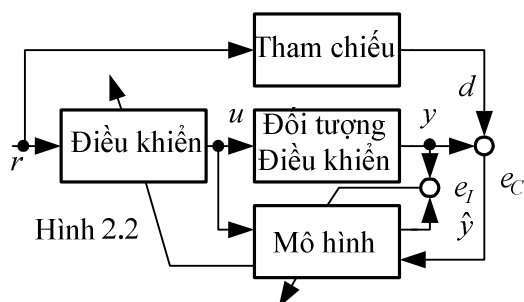 Tham chiếu
d
r
Điều khiển
u
Đối tượng
Điều khiển
y
e_C
e_I
ŷ
Mô hình
Hình 2.2